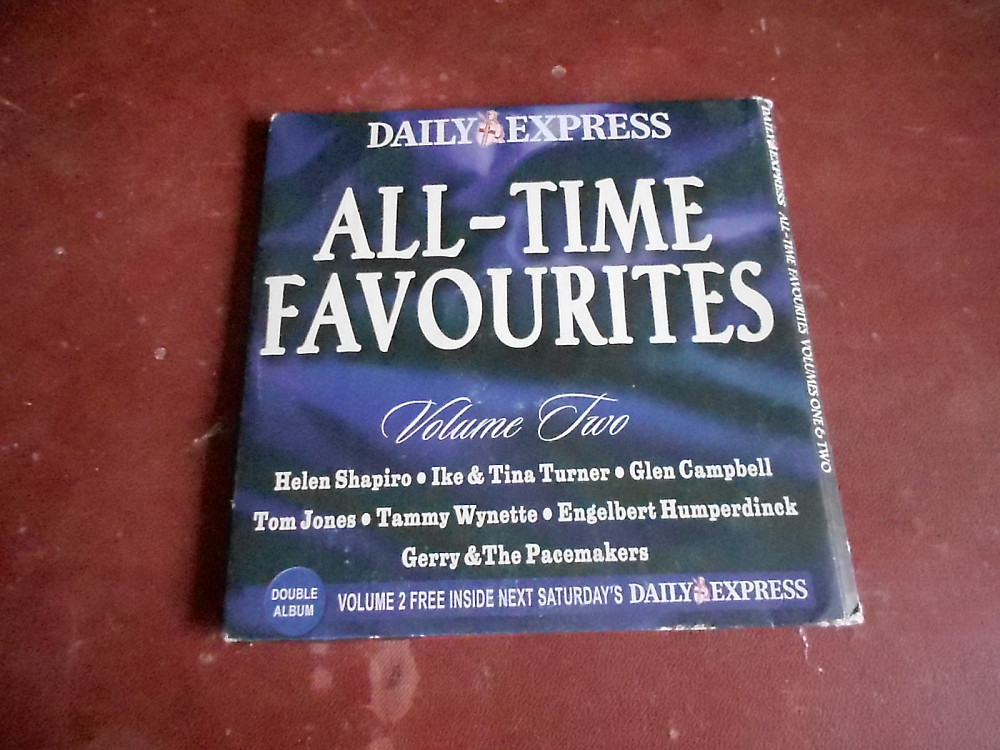 DAILY EXPRESS
ALL-TIME
FAVOURITES
Volume Two
Helen Shapiro • Ike & Tina Turner • Glen Campbell
Tom Jones • Tammy Wynette • Engelbert Humperdinck
Gerry &The Pacemakers
DOUBLE
ALBUM
VOLUME 2 FREE INSIDE NEXT SATURDAY'S DAILY EXPRESS
DAILY EXPRESS ALL-TIME FAVOURITES VOLUMES ONE & TWO